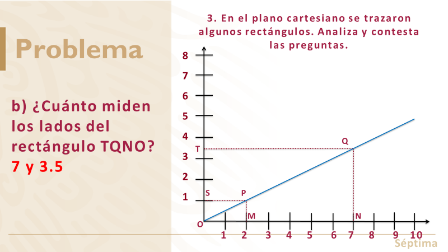 3. En el plano cartesiano se trazaron
algunos rectángulos. Analiza y contesta
las preguntas.
Problema
b) ¿Cuánto miden
los lados del
rectángulo TQNO?
7 y 3.5
8
7
6
5
4
T
Q
3
2
S
P
1
O
M
N
1 2 3 4 5 6 7 8 9 10
Séptima